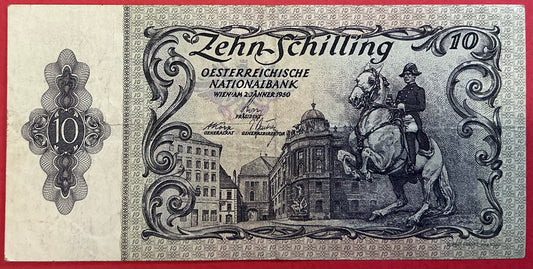 Zehn Schilling
10
OESTERREICHISCHE
NATIONALBANK
WIEN·AM 2.JÄNNER 1950
PRÄSIDENT
GENERALRAT GENERALDIREKTOR
10